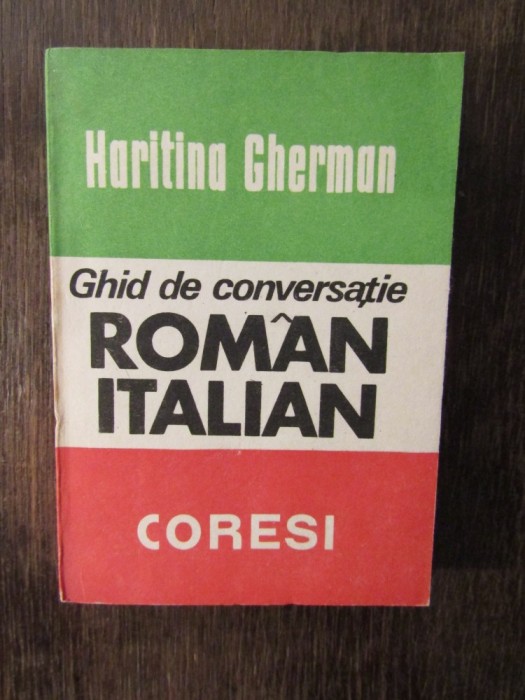 Haritina Gherman
Ghid de conversație
ROMÂN
ITALIAN
CORESI